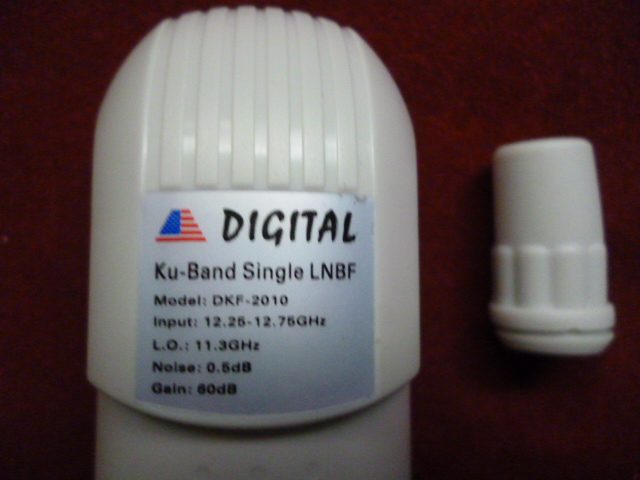 DIGITAL
Ku-Band Single LNBF
Model: DKF-2010
Input: 12.25-12.75GHz
L.O.: 11.3GHz
Noise: 0.5dB
Gain: 60dB